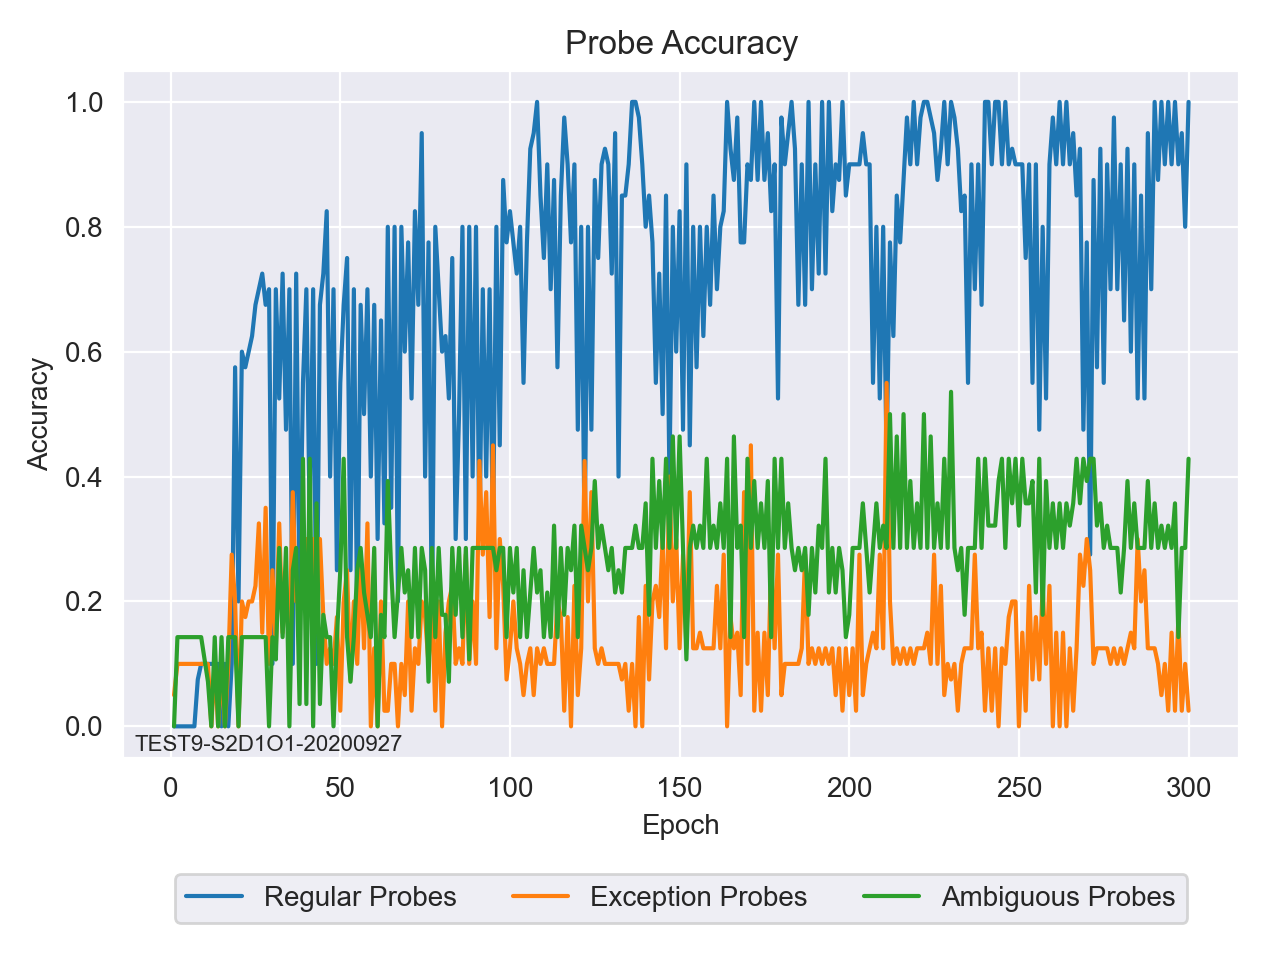 Probe Accuracy
1.0
0.8
0.6
0.4
0.2
0.0
Accuracy
TEST9-S2D1O1-20200927
0 50 100 150 200 250 300
Epoch
Regular Probes Exception Probes Ambiguous Probes